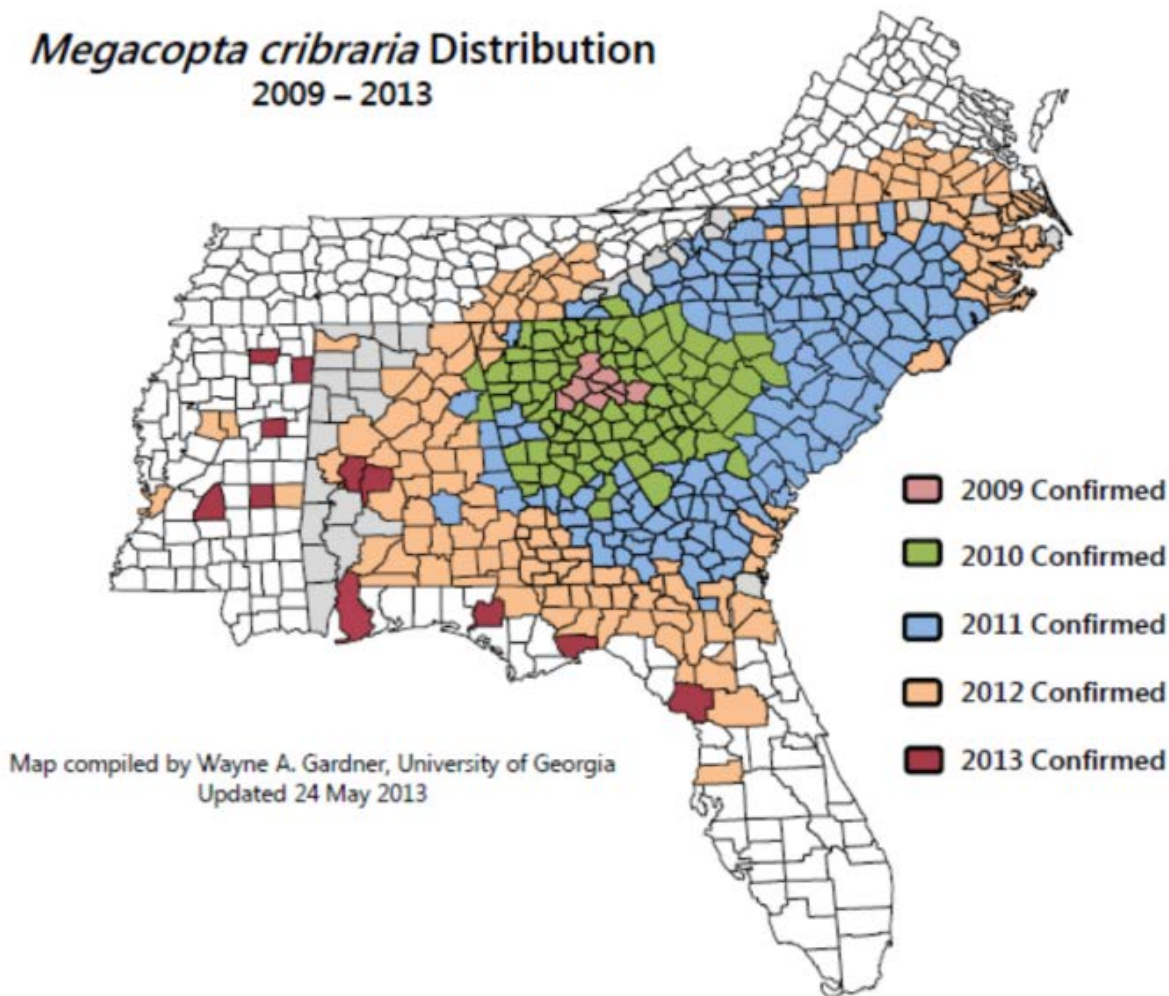 Megacopta cribraria Distribution
2009 – 2013
2009 Confirmed
2010 Confirmed
2011 Confirmed
2012 Confirmed
2013 Confirmed
Map compiled by Wayne A. Gardner, University of Georgia
Updated 24 May 2013